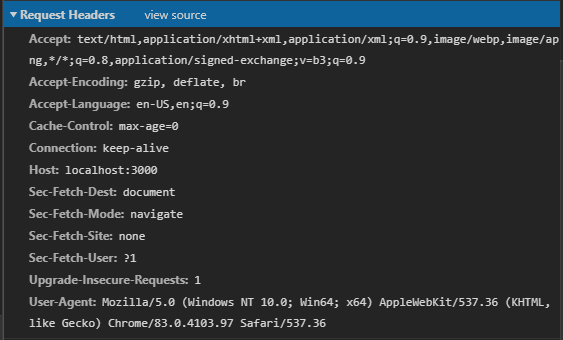 Request Headers view source
Accept: text/html,application/xhtml+xml,application/xml;q=0.9,image/webp,image/ap
ng,*/*;q=0.8,application/signed-exchange;v=b3;q=0.9
Accept-Encoding: gzip, deflate, br
Accept-Language: en-US,en;q=0.9
Cache-Control: max-age=0
Connection: keep-alive
Host: localhost:3000
Sec-Fetch-Dest: document
Sec-Fetch-Mode: navigate
Sec-Fetch-Site: none
Sec-Fetch-User: ?1
Upgrade-Insecure-Requests: 1
User-Agent: Mozilla/5.0 (Windows NT 10.0; Win64; x64) AppleWebKit/537.36 (KHTML,
like Gecko) Chrome/83.0.4103.97 Safari/537.36